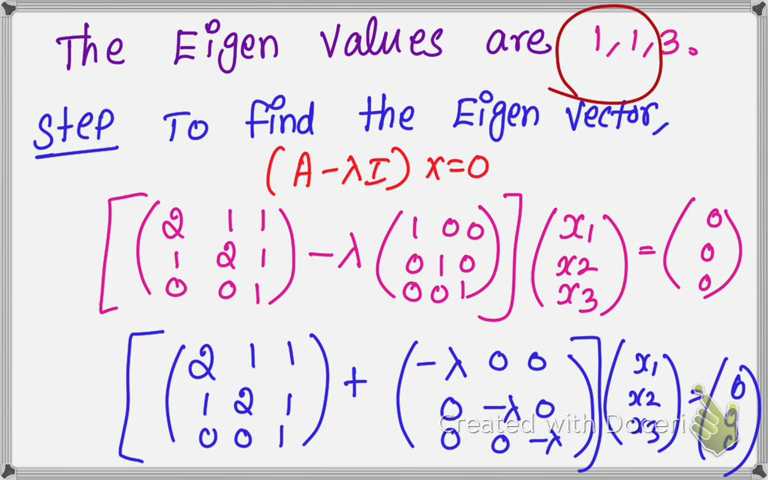 The Eigen Values are 1, 1, 3.
Step To find the Eigen Vector,
(A - λI) x = 0
[(2 1 1
1 2 1
0 0 1) - λ (1 0 0
0 1 0
0 0 1)] (x1
x2
x3) = (0
0
0)
[(2 1 1
1 2 1
0 0 1) + (-λ 0 0
0 -λ 0
0 0 -λ)] (x1
x2
x3) = (0
0
0)
Created with Doceri